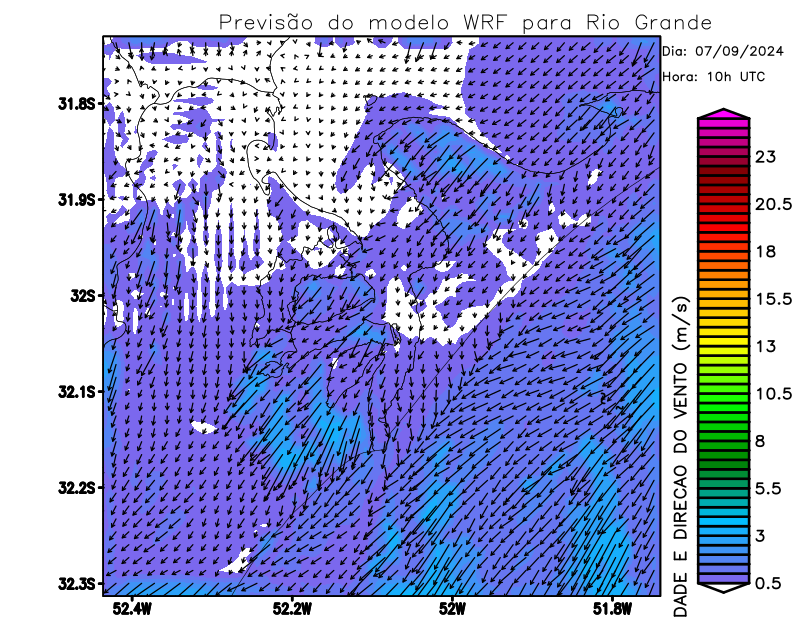 Previsão do modelo WRF para Rio Grande
Dia: 07/09/2024
Hora: 10h UTC
31.8S
31.9S
32S
32.1S
32.2S
32.3S
52.4W
52.2W
52W
51.8W
23
20.5
18
15.5
13
10.5
8
5.5
3
0.5
DADE E DIRECAO DO VENTO (m/s)